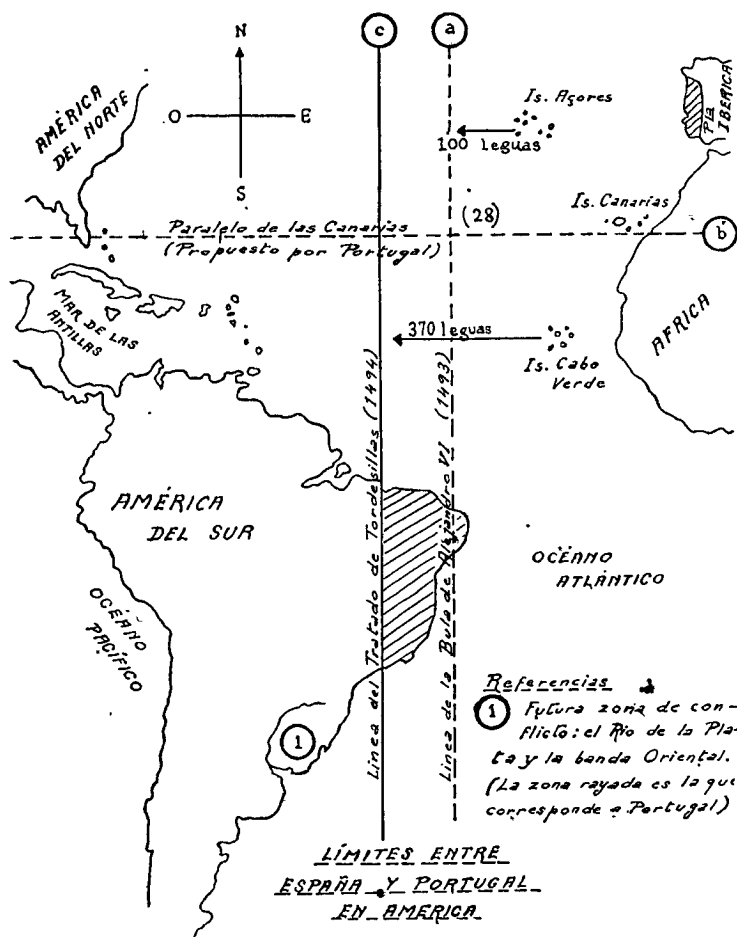 c
a
N
O
E
S
AMÉRICA
DEL NORTE
Is. Açores
100 leguas
Pla
IBERICA
Is. Canarias
(28)
Paralelo de las Canarias
(Propuesto por Portugal)
b
MAR DE LAS
ANTILLAS
370 leguas
Is. Cabo
Verde
AFRICA
Línea del Tratado de Tordesillas (1494)
Línea de la Bula de Alejandro VI (1493)
AMÉRICA
DEL SUR
OCÉANO
ATLÁNTICO
OCÉANO
PACÍFICO
Referencias
1 Futura zona de con-
flicto: el Río de la Pla-
ta y la banda Oriental.
(La zona rayada es la que
corresponde a Portugal)
1
LÍMITES ENTRE
ESPAÑA Y PORTUGAL
EN AMÉRICA